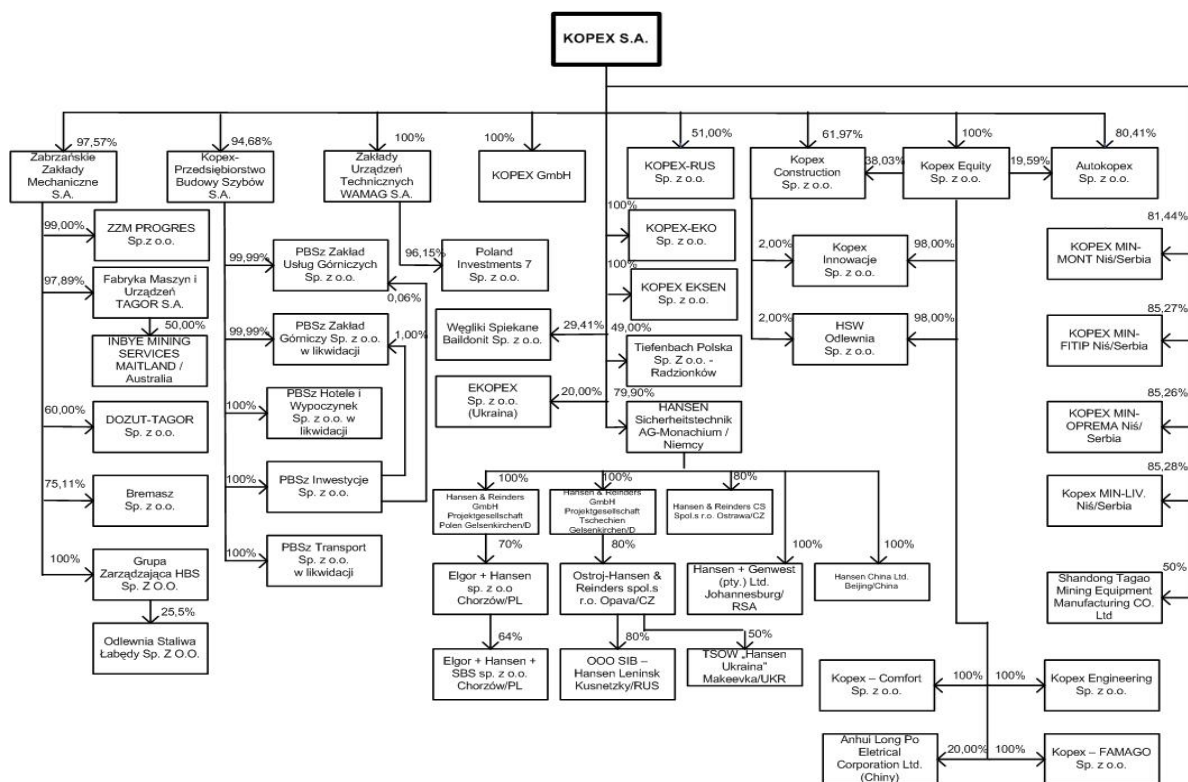 KOPEX S.A.
97,57%
94,68%
100%
100%
51,00%
61,97%
100%
80,41%
Zabrzańskie
Zakłady
Mechaniczne
S.A.
Kopex-
Przedsiębiorstwo
Budowy Szybów
S.A.
Zakłady
Urządzeń
Technicznych
WAMAG S.A.
KOPEX GmbH
KOPEX-RUS
Sp. z o.o.
Kopex
Construction
Sp. z o.o.
38,03%
Kopex Equity
Sp. z o.o.
19,59%
Autokopex
Sp. z o.o.
99,00%
ZZM PROGRES
Sp.z o.o.
97,89%
Fabryka Maszyn i
Urządzeń
TAGOR S.A.
50,00%
INBYE MINING
SERVICES
MAITLAND /
Australia
60,00%
DOZUT-TAGOR
Sp. z o.o.
75,11%
Bremasz
Sp. z o.o.
100%
Grupa
Zarządzająca HBS
Sp. Z O.O.
25,5%
Odlewnia Staliwa
Łabędy Sp. Z O.O.
99,99%
PBSz Zakład
Usług Górniczych
Sp. z o.o.
0,06%
99,99%
PBSz Zakład
Górniczy Sp. z o.o.
w likwidacji
1,00%
100%
PBSz Hotele i
Wypoczynek
Sp. z o.o. w
likwidacji
100%
PBSz Inwestycje
Sp. z o.o.
100%
PBSz Transport
Sp. z o.o.
w likwidacji
96,15%
Poland
Investments 7
Sp. z o.o.
100%
KOPEX-EKO
Sp. z o.o.
100%
KOPEX EKSEN
Sp. z o.o.
29,41%
Węgliki Spiekane
Baildonit Sp. z o.o.
49,00%
Tiefenbach Polska
Sp. Z o.o. -
Radzionków
20,00%
EKOPEX
Sp. z o.o.
(Ukraina)
79,90%
HANSEN
Sicherheitstechnik
AG-Monachium /
Niemcy
100%
Hansen & Reinders
GmbH
Projektgesellschaft
Polen Gelsenkirchen/D
100%
Hansen & Reinders
GmbH
Projektgesellschaft
Tschechien
Gelsenkirchen/D
80%
Hansen & Reinders CS
Spol.s r.o. Ostrawa/CZ
70%
Elgor + Hansen
sp. z o.o
Chorzów/PL
80%
Ostroj-Hansen &
Reinders spol.s
r.o. Opava/CZ
100%
Hansen + Genwest
(pty.) Ltd.
Johannesburg/
RSA
100%
Hansen China Ltd.
Beijing/China
64%
Elgor + Hansen +
SBS sp. z o.o.
Chorzów/PL
80%
OOO SIB –
Hansen Leninsk
Kusnetzky/RUS
50%
TSOW „Hansen
Ukraina"
Makeevka/UKR
2,00%
Kopex
Innowacje
Sp. z o.o.
98,00%
2,00%
HSW
Odlewnia
Sp. z o.o.
98,00%
81,44%
KOPEX MIN-
MONT Niś/Serbia
85,27%
KOPEX MIN-
FITIP Niś/Serbia
85,26%
KOPEX MIN-
OPREMA Niś/
Serbia
85,28%
Kopex MIN-LIV.
Niś/Serbia
50%
Shandong Tagao
Mining Equipment
Manufacturing CO.
Ltd
Kopex – Comfort
Sp. z o.o.
100%
100%
Kopex Engineering
Sp. z o.o.
Anhui Long Po
Eletrical
Corporation Ltd.
(Chiny)
20,00%
100%
Kopex – FAMAGO
Sp. z o.o.